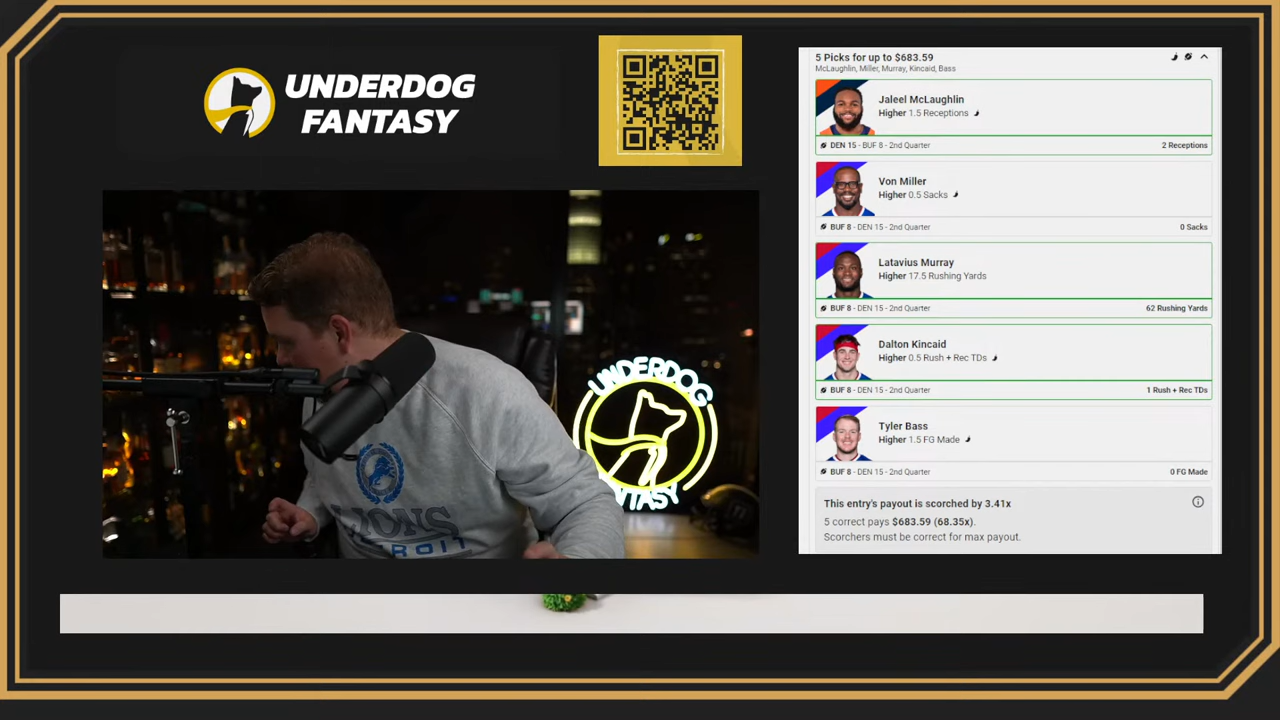 UNDERDOG
FANTASY
5 Picks for up to $683.59
McLaughlin, Miller, Murray, Kincaid, Bass
Jaleel McLaughlin
Higher 1.5 Receptions
DEN 15 - BUF 8 - 2nd Quarter
2 Receptions
Von Miller
Higher 0.5 Sacks
BUF 8 - DEN 15 - 2nd Quarter
0 Sacks
Latavius Murray
Higher 17.5 Rushing Yards
BUF 8 - DEN 15 - 2nd Quarter
62 Rushing Yards
Dalton Kincaid
Higher 0.5 Rush + Rec TDs
BUF 8 - DEN 15 - 2nd Quarter
1 Rush + Rec TDs
Tyler Bass
Higher 1.5 FG Made
BUF 8 - DEN 15 - 2nd Quarter
0 FG Made
This entry's payout is scorched by 3.41x
5 correct pays $683.59 (68.35x).
Scorchers must be correct for max payout.
UNDERDOG
NTASY
LIONS
ROIT